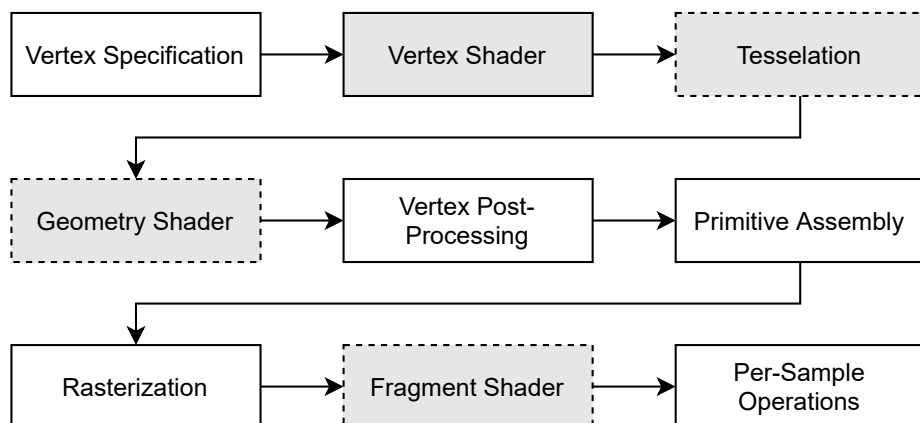 Vertex Specification
Vertex Shader
Tesselation
Geometry Shader
Vertex Post-
Processing
Primitive Assembly
Rasterization
Fragment Shader
Per-Sample
Operations